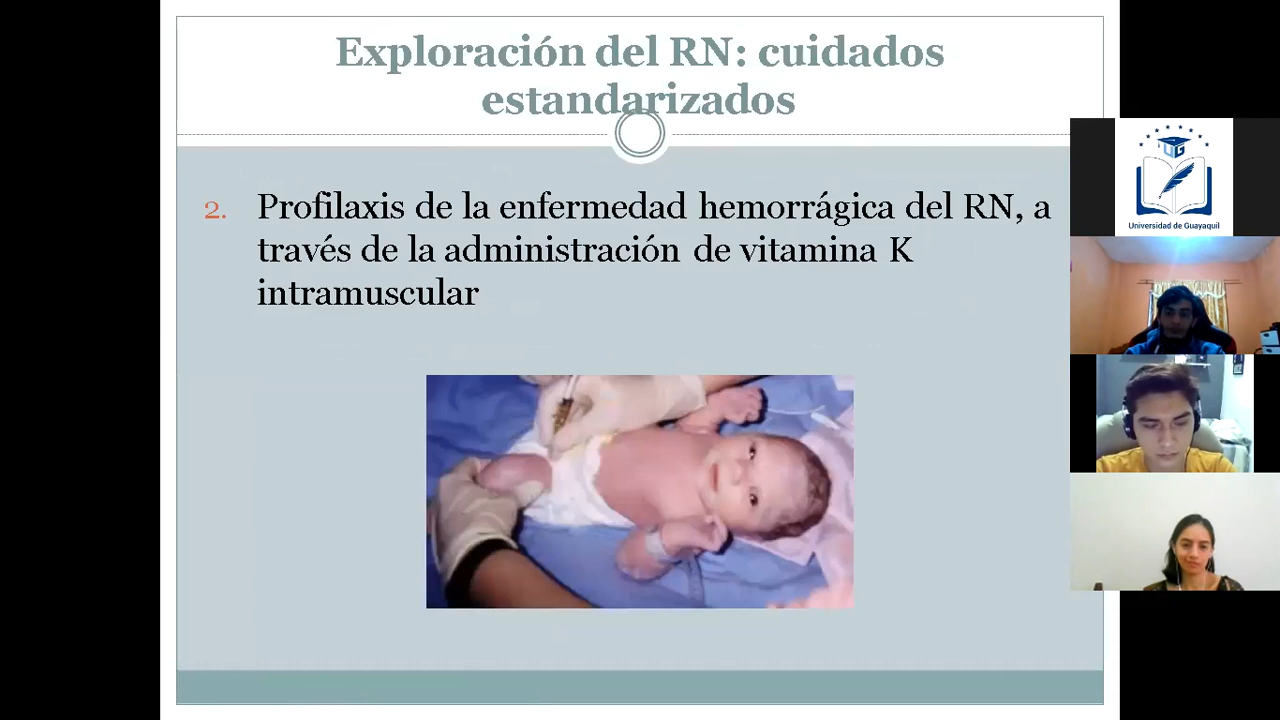 Exploración del RN: cuidados
estandarizados
2. Profilaxis de la enfermedad hemorrágica del RN, a
través de la administración de vitamina K
intramuscular
UG
Universidad de Guayaquil